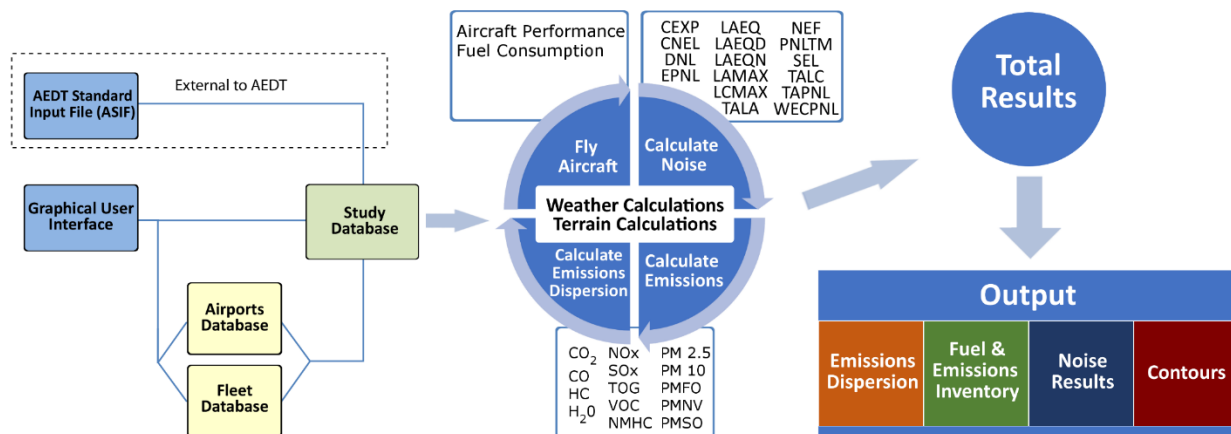 External to AEDT
AEDT Standard
Input File (ASIF)
Graphical User
Interface
Study
Database
Airports
Database
Fleet
Database
Aircraft Performance
Fuel Consumption
CEXP LAEQ NEF
CNEL LAEQD PNLTM
DNL LAEQN SEL
EPNL LAMAX TALC
LCMAX TAPNL
TALA WECPNL
Fly
Aircraft
Calculate
Noise
Weather Calculations
Terrain Calculations
Calculate
Emissions
Dispersion
Calculate
Emissions
CO2 NOx PM 2.5
CO SOx PM 10
HC TOG PMFO
H20 VOC PMNV
NMHC PMSO
Total
Results
Output
Emissions
Dispersion
Fuel &
Emissions
Inventory
Noise
Results
Contours